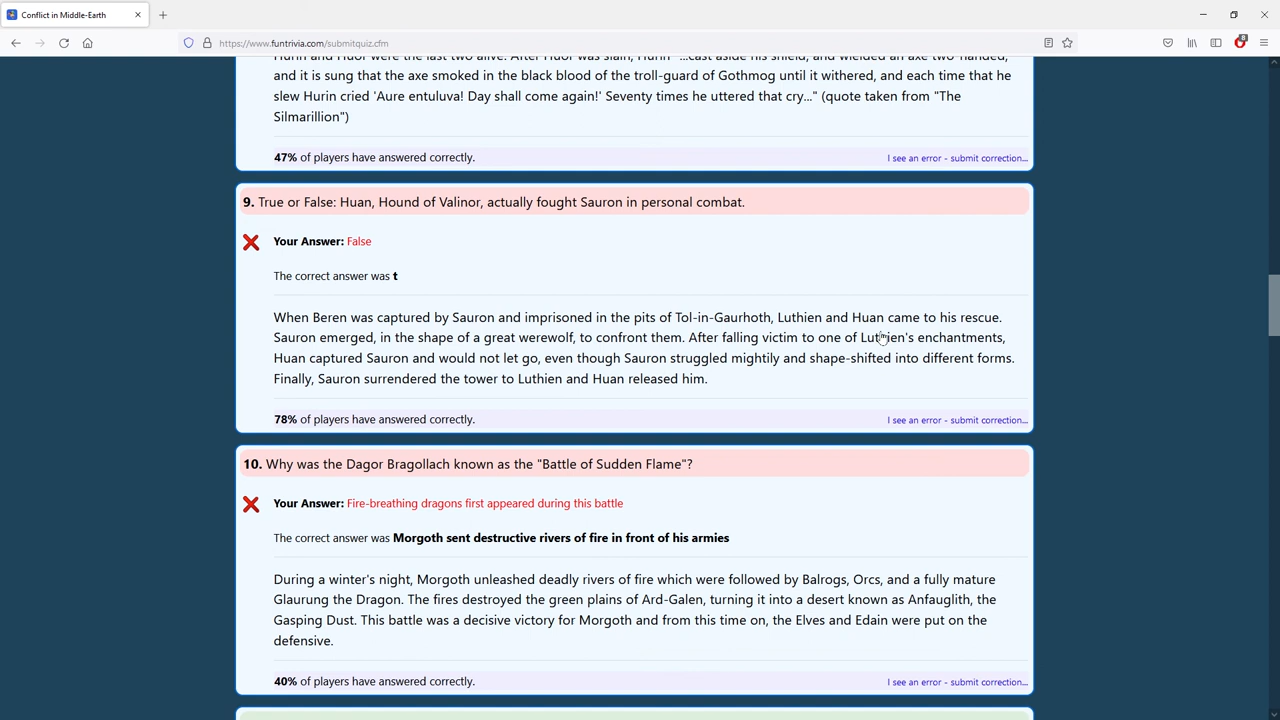 Conflict in Middle-Earth
https://www.funtrivia.com/submitquiz.cfm
8
and it is sung that the axe smoked in the black blood of the troll-guard of Gothmog until it withered, and each time that he
slew Hurin cried 'Aure entuluva! Day shall come again!' Seventy times he uttered that cry..." (quote taken from "The
Silmarillion")
47% of players have answered correctly.
I see an error - submit correction...
9. True or False: Huan, Hound of Valinor, actually fought Sauron in personal combat.
Your Answer: False
The correct answer was t
When Beren was captured by Sauron and imprisoned in the pits of Tol-in-Gaurhoth, Luthien and Huan came to his rescue.
Sauron emerged, in the shape of a great werewolf, to confront them. After falling victim to one of Luthien's enchantments,
Huan captured Sauron and would not let go, even though Sauron struggled mightily and shape-shifted into different forms.
Finally, Sauron surrendered the tower to Luthien and Huan released him.
78% of players have answered correctly.
I see an error - submit correction...
10. Why was the Dagor Bragollach known as the "Battle of Sudden Flame"?
Your Answer: Fire-breathing dragons first appeared during this battle
The correct answer was Morgoth sent destructive rivers of fire in front of his armies
During a winter's night, Morgoth unleashed deadly rivers of fire which were followed by Balrogs, Orcs, and a fully mature
Glaurung the Dragon. The fires destroyed the green plains of Ard-Galen, turning it into a desert known as Anfauglith, the
Gasping Dust. This battle was a decisive victory for Morgoth and from this time on, the Elves and Edain were put on the
defensive.
40% of players have answered correctly.
I see an error - submit correction...